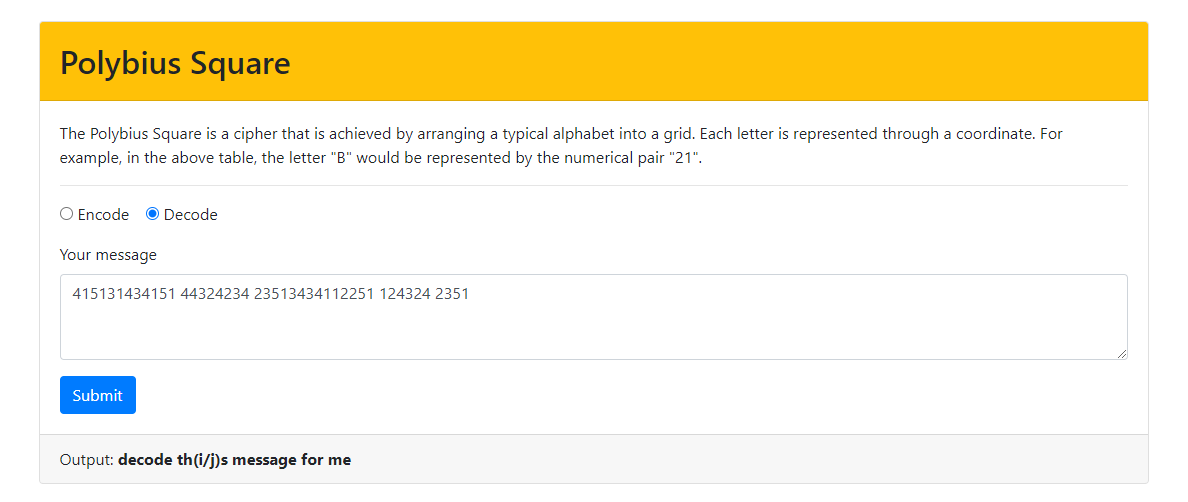 Polybius Square
The Polybius Square is a cipher that is achieved by arranging a typical alphabet into a grid. Each letter is represented through a coordinate. For
example, in the above table, the letter "B" would be represented by the numerical pair "21".
Encode Decode
Your message
415131434151 44324234 23513434112251 124324 2351
Submit
Output: decode th(i/j)s message for me